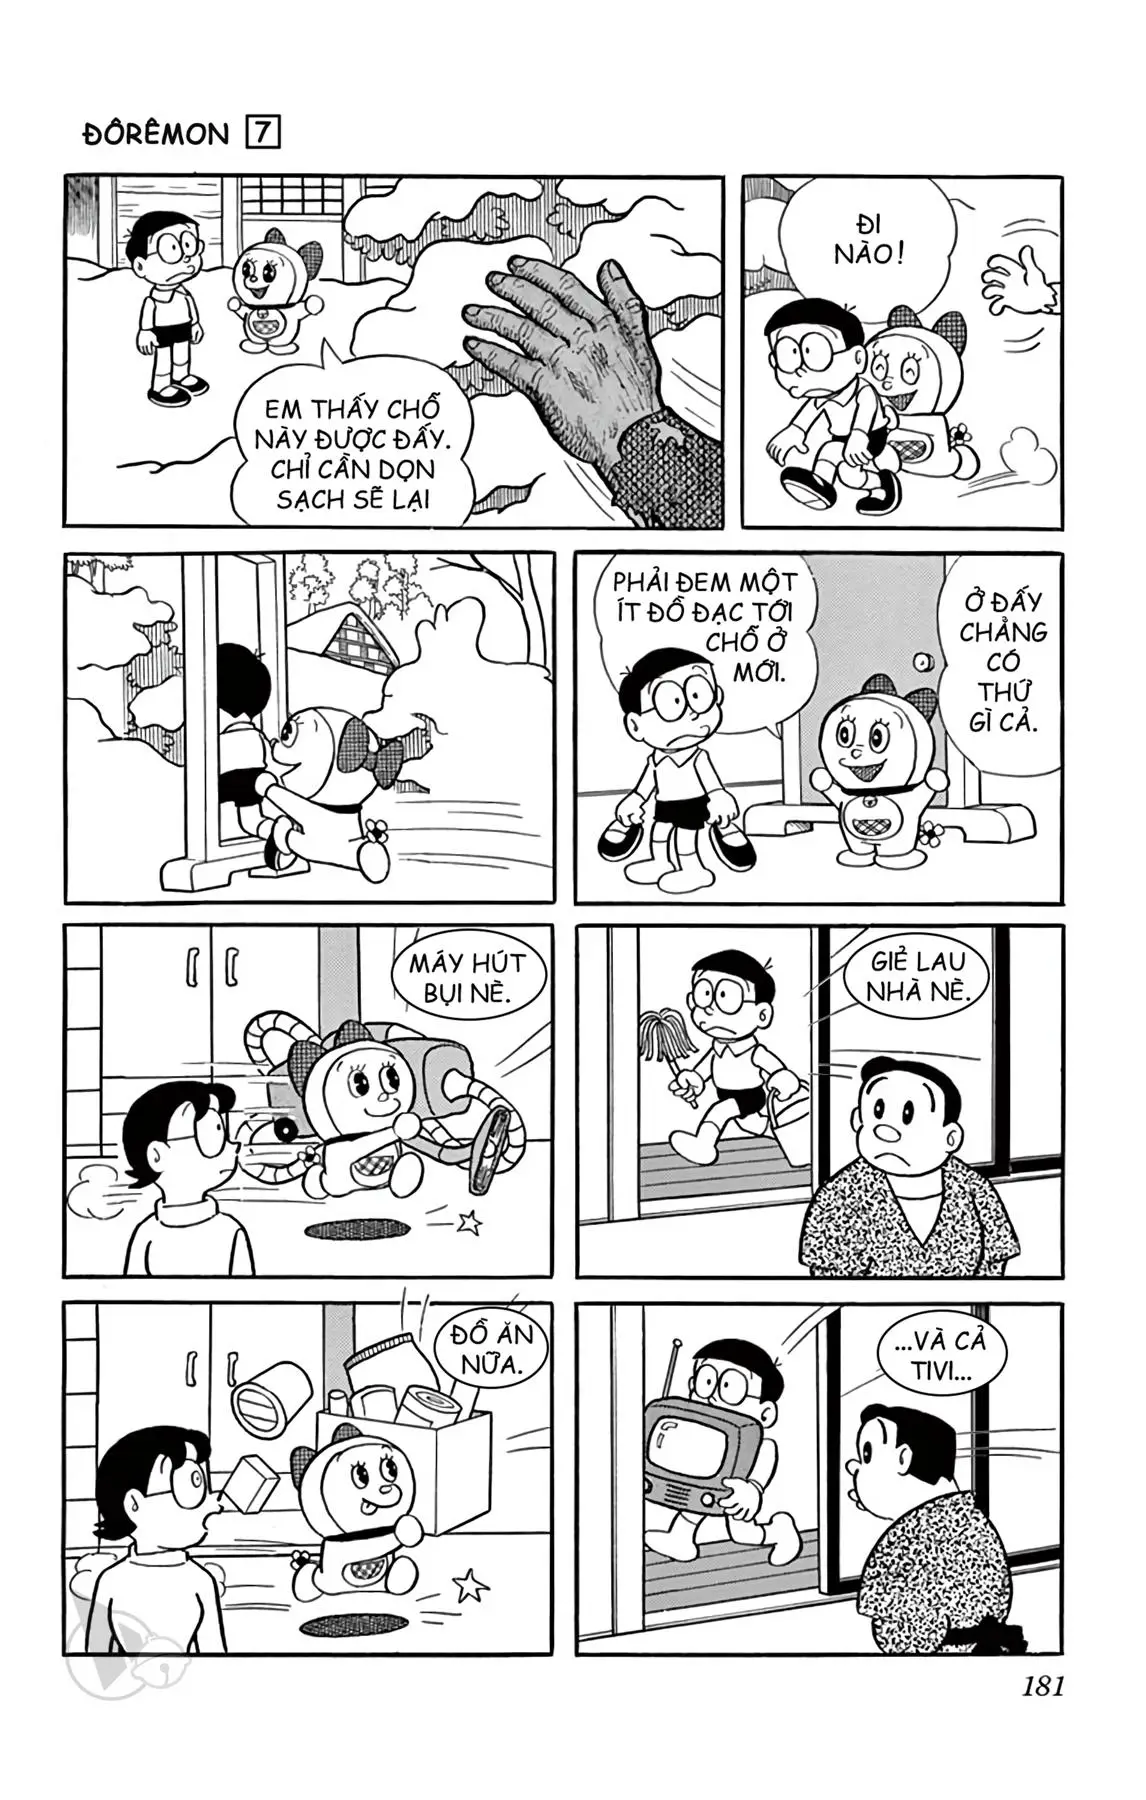 ĐÔRÊMON 7
EM THẤY CHỖ
NÀY ĐƯỢC ĐẤY.
CHỈ CẦN DỌN
SẠCH SẼ LẠI
ĐI
NÀO!
PHẢI ĐEM MỘT
ÍT ĐỒ ĐẠC TỚI
CHỖ Ở
MỚI.
Ở ĐẤY
CHẲNG
CÓ
THỨ
GÌ CẢ.
MÁY HÚT
BỤI NÈ.
GIẺ LAU
NHÀ NÈ.
ĐỒ ĂN
NỮA.
...VÀ CẢ
TIVI...
181